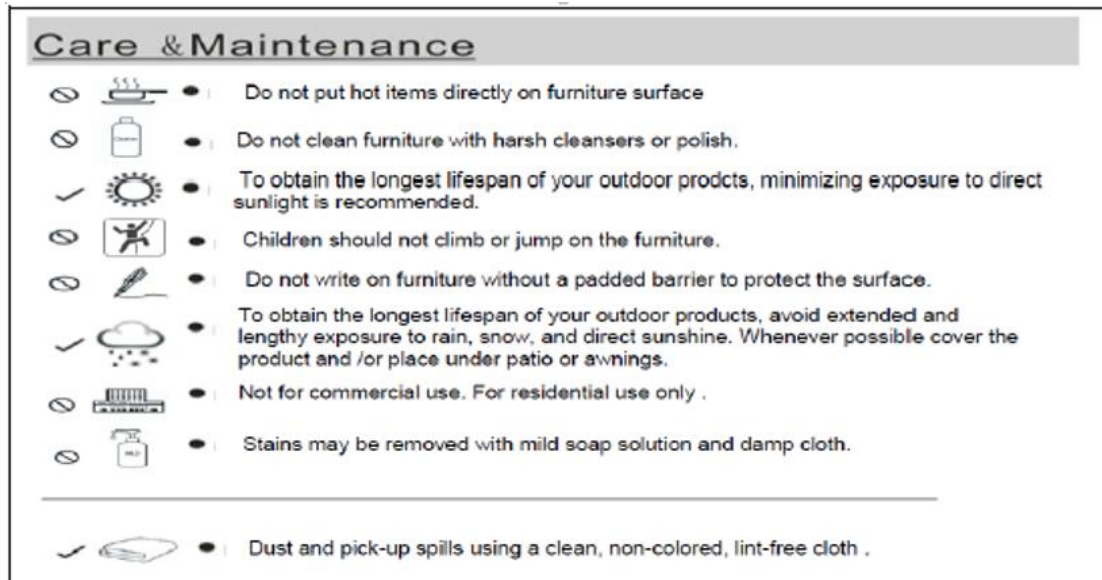 Care & Maintenance
Do not put hot items directly on furniture surface
Do not clean furniture with harsh cleansers or polish.
To obtain the longest lifespan of your outdoor prodcts, minimizing exposure to direct
sunlight is recommended.
Children should not climb or jump on the furniture.
Do not write on furniture without a padded barrier to protect the surface.
To obtain the longest lifespan of your outdoor products, avoid extended and
lengthy exposure to rain, snow, and direct sunshine. Whenever possible cover the
product and /or place under patio or awnings.
Not for commercial use. For residential use only .
Stains may be removed with mild soap solution and damp cloth.
Dust and pick-up spills using a clean, non-colored, lint-free cloth .